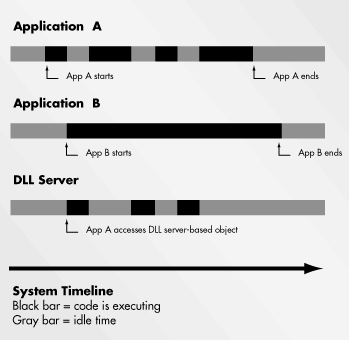 Application A
App A starts
App A ends
Application B
App B starts
App B ends
DLL Server
App A accesses DLL server-based object
System Timeline
Black bar = code is executing
Gray bar = idle time